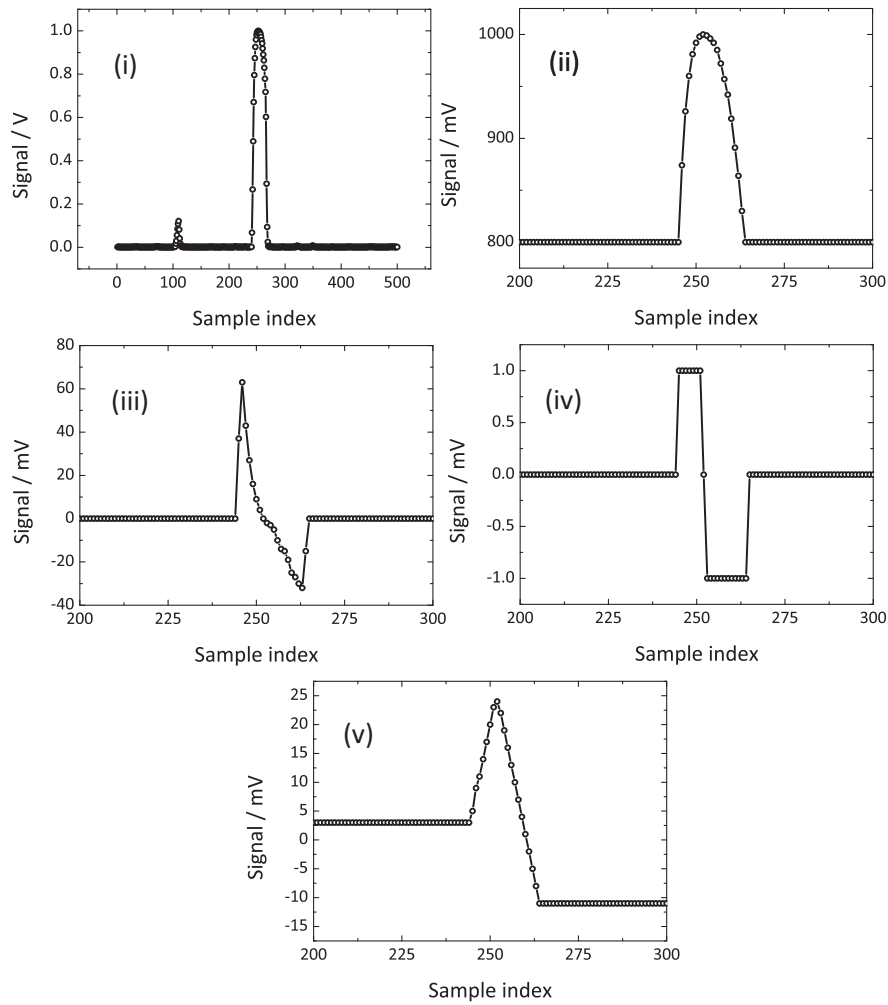 (i)
Signal / V
1.0
0.8
0.6
0.4
0.2
0.0
0 100 200 300 400 500
Sample index
(ii)
Signal / mV
1000
900
800
200 225 250 275 300
Sample index
(iii)
Signal / mV
80
60
40
20
0
-20
-40
200 225 250 275 300
Sample index
(iv)
Signal / mV
1.0
0.5
0.0
-0.5
-1.0
200 225 250 275 300
Sample index
(v)
Signal / mV
25
20
15
10
5
0
-5
-10
-15
200 225 250 275 300
Sample index